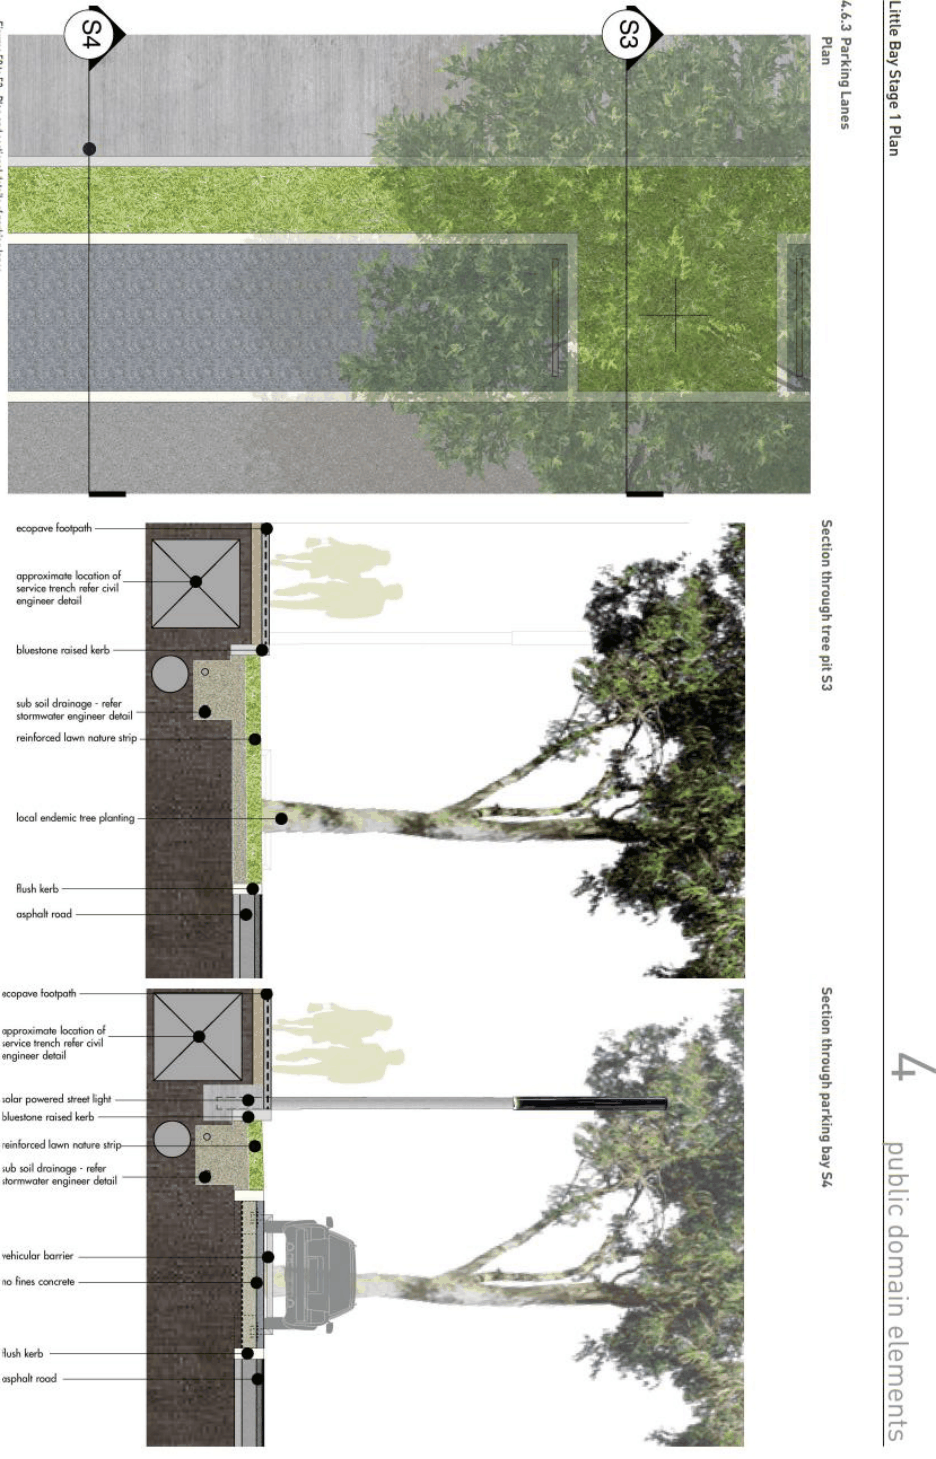 Little Bay Stage 1 Plan
4
public domain elements
4.6.3 Parking Lanes
Plan
S4
S3
Section through tree pit S3
ecopave footpath
approximate location of
service trench refer civil
engineer detail
bluestone raised kerb
sub soil drainage - refer
stormwater engineer detail
reinforced lawn nature strip
local endemic tree planting
flush kerb
asphalt road
Section through parking bay S4
ecopave footpath
approximate location of
service trench refer civil
engineer detail
solar powered street light
bluestone raised kerb
reinforced lawn nature strip
sub soil drainage - refer
stormwater engineer detail
vehicular barrier
no fines concrete
flush kerb
asphalt road